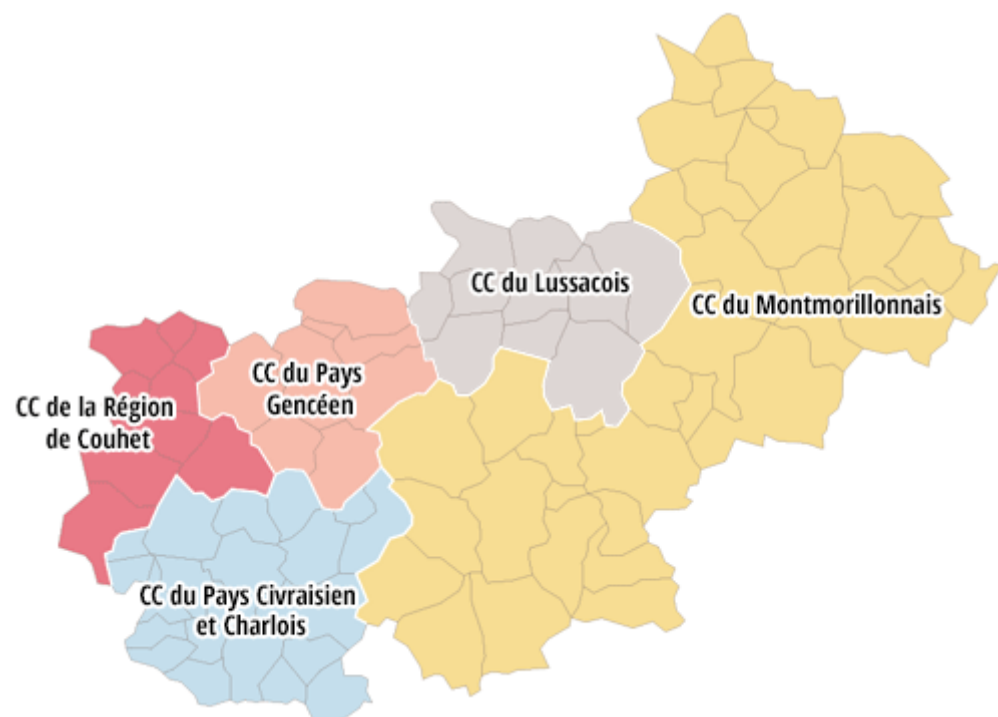 CC du Lussacois
CC du Montmorillonnais
CC du Pays
Gencéen
CC de la Région
de Couhet
CC du Pays Civraisien
et Charlois